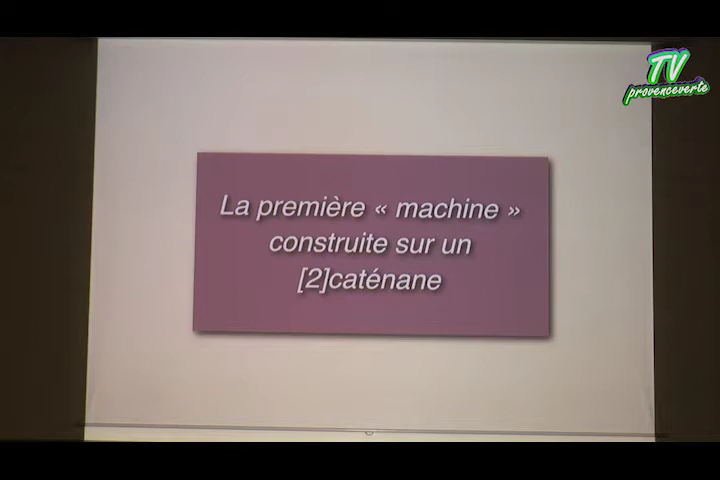 TV
provenceverte
La première « machine »
construite sur un
[2]caténane